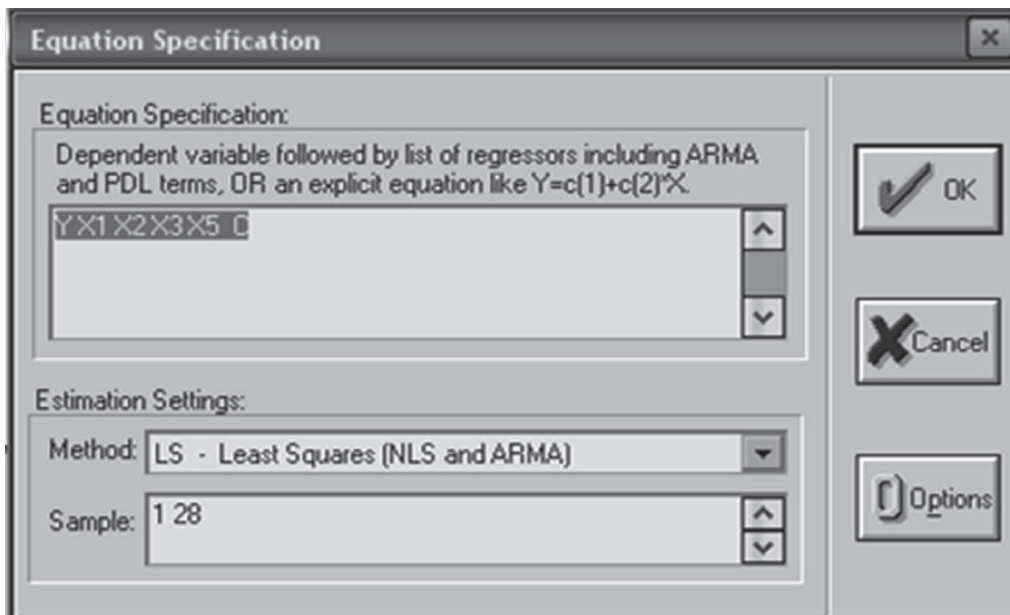 Equation Specification
Equation Specification:
Dependent variable followed by list of regressors including ARMA
and PDL terms, OR an explicit equation like Y=c(1)+c(2)*X.
Y X1 X2 X3 X5 C
OK
Cancel
Estimation Settings:
Method: LS - Least Squares (NLS and ARMA)
Sample: 1 28
Options